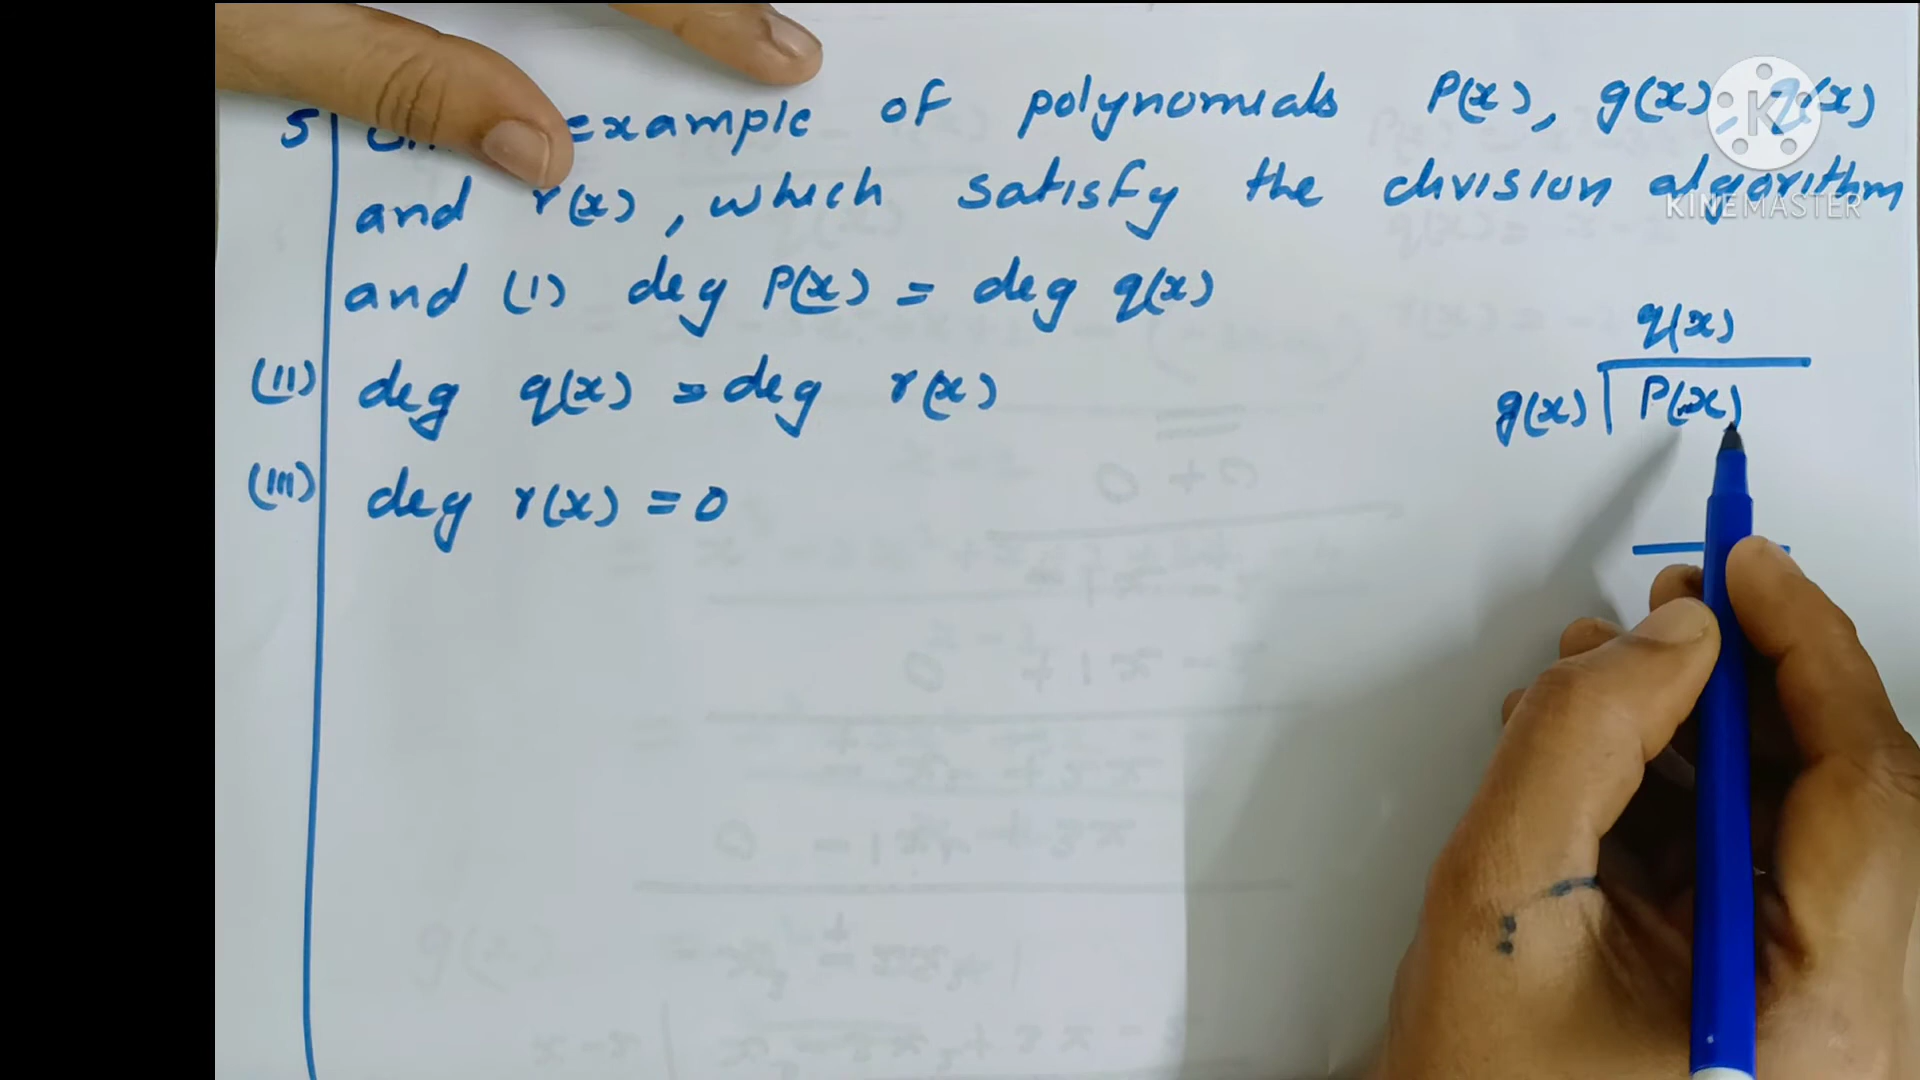 5 example of polynomials P(x), g(x), q(x)
and r(x), which satisfy the division algorithm
and (i) deg P(x) = deg q(x)
(ii) deg q(x) = deg r(x)
(iii) deg r(x) = 0
q(x)
g(x) P(x)
K
KINEMASTER